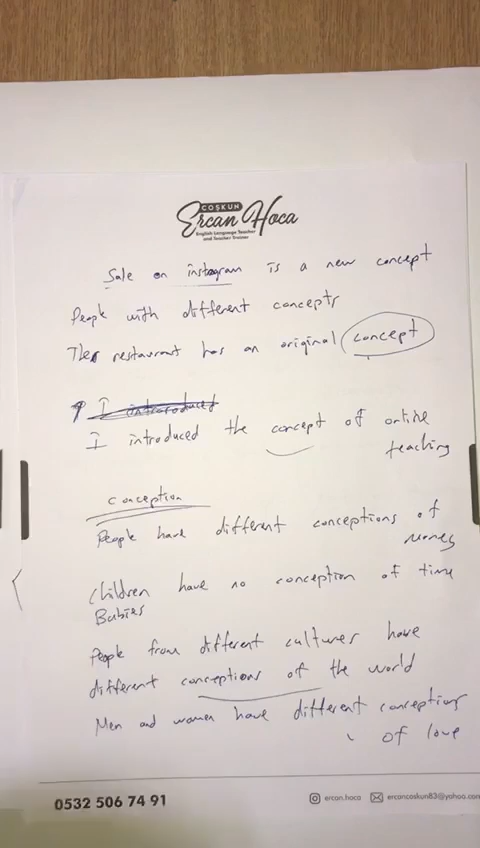 COŞKUN
Ercan Hoca
English Language Teacher
and Teacher Trainer
Sale on instagram is a new concept
People with different concepts
The restaurant has an original concept
I introduced
I introduced the concept of online
teaching
Conception
People have different conceptions of
money
Children have no conception of time
Babies
People from different cultures have
different conceptions of the world
Men and women have different conceptions
of love
0532 506 74 91
ercan.hoca
ercancoskun83@yahoo.com